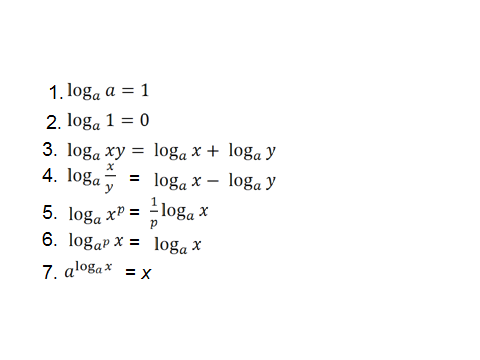 1. logₐ a = 1
2. logₐ 1 = 0
3. logₐ xy = logₐ x + logₐ y
4. logₐ x/y = logₐ x − logₐ y
5. logₐ xᵖ = 1/p logₐ x
6. log_{aᵖ} x = logₐ x
7. a^{logₐ x} = x